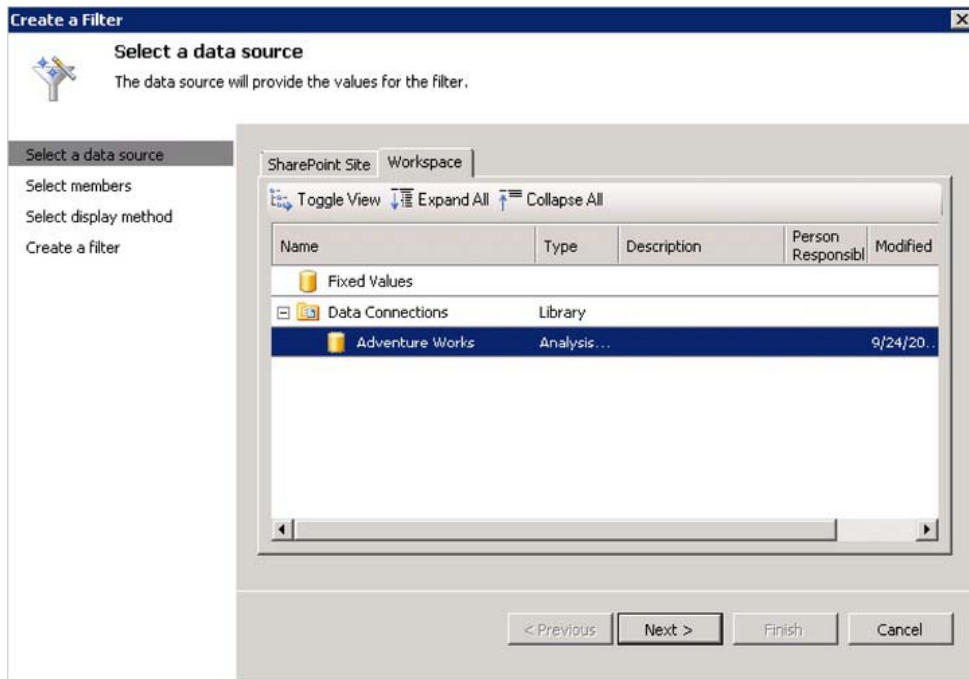 Create a Filter
Select a data source
The data source will provide the values for the filter.
Select a data source
Select members
Select display method
Create a filter
SharePoint Site Workspace
Toggle View Expand All Collapse All
Name Type Description Person Responsibl Modified
Fixed Values
Data Connections Library
Adventure Works Analysis... 9/24/20..
< Previous Next > Finish Cancel